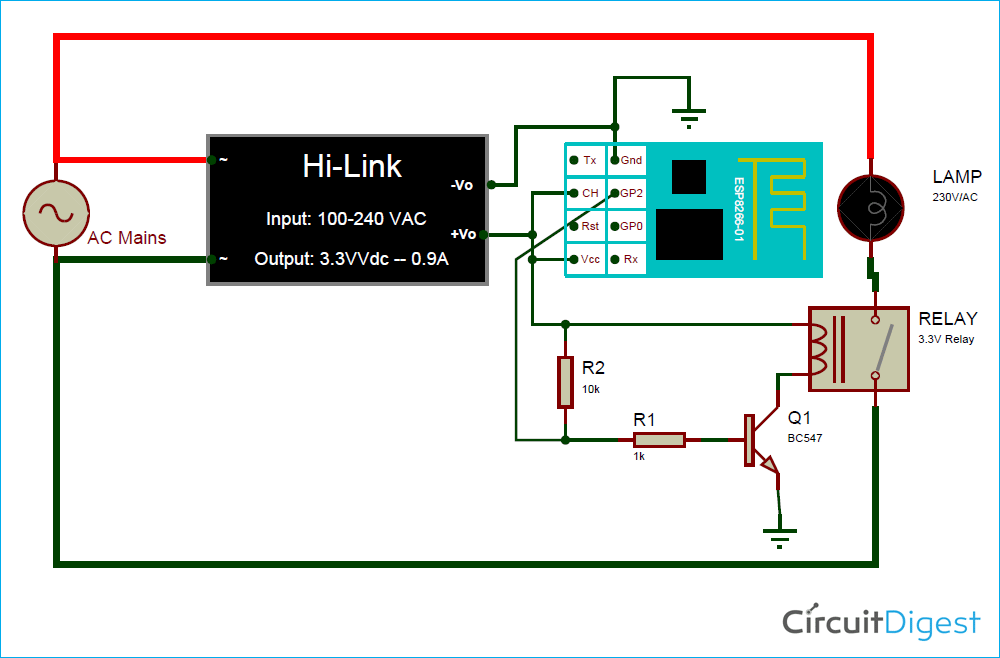 Hi-Link
~
-Vo
Input: 100-240 VAC
+Vo
~
Output: 3.3VVdc -- 0.9A
AC Mains
Tx
Gnd
CH
GP2
Rst
GP0
Vcc
Rx
ESP8266-01
LAMP
230V/AC
RELAY
3.3V Relay
R2
10k
R1
1k
Q1
BC547
CircuitDigest